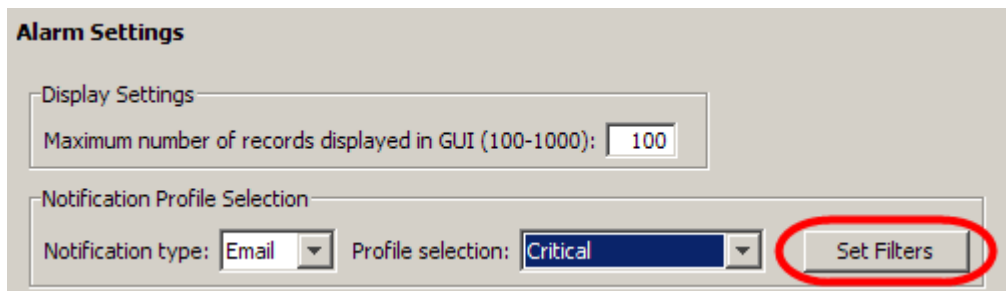 Alarm Settings
Display Settings
Maximum number of records displayed in GUI (100-1000): 100
Notification Profile Selection
Notification type: Email Profile selection: Critical Set Filters